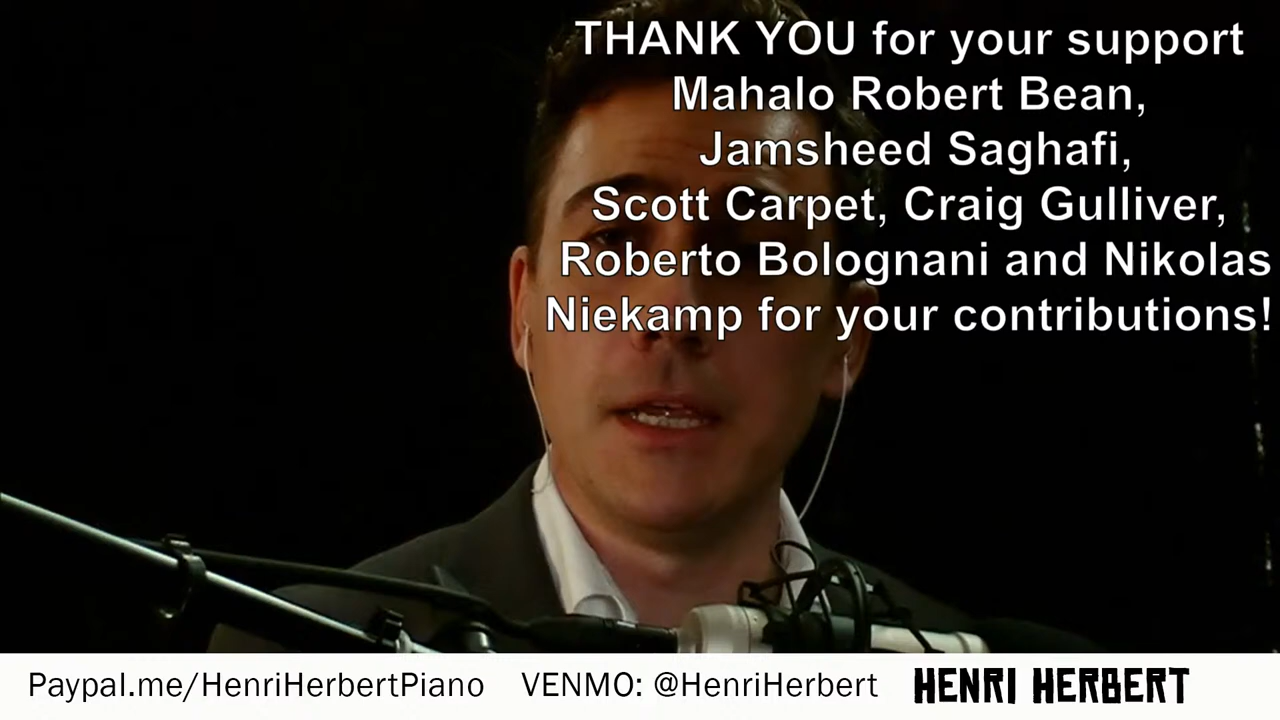 THANK YOU for your support
Mahalo Robert Bean,
Jamsheed Saghafi,
Scott Carpet, Craig Gulliver,
Roberto Bolognani and Nikolas
Niekamp for your contributions!
Paypal.me/HenriHerbertPiano VENMO: @HenriHerbert HENRI HERBERT